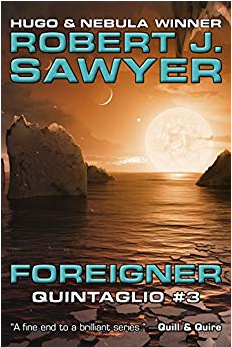 HUGO & NEBULA WINNER
ROBERT J.
SAWYER
FOREIGNER
QUINTAGLIO #3
"A fine end to a brilliant series." —Quill & Quire